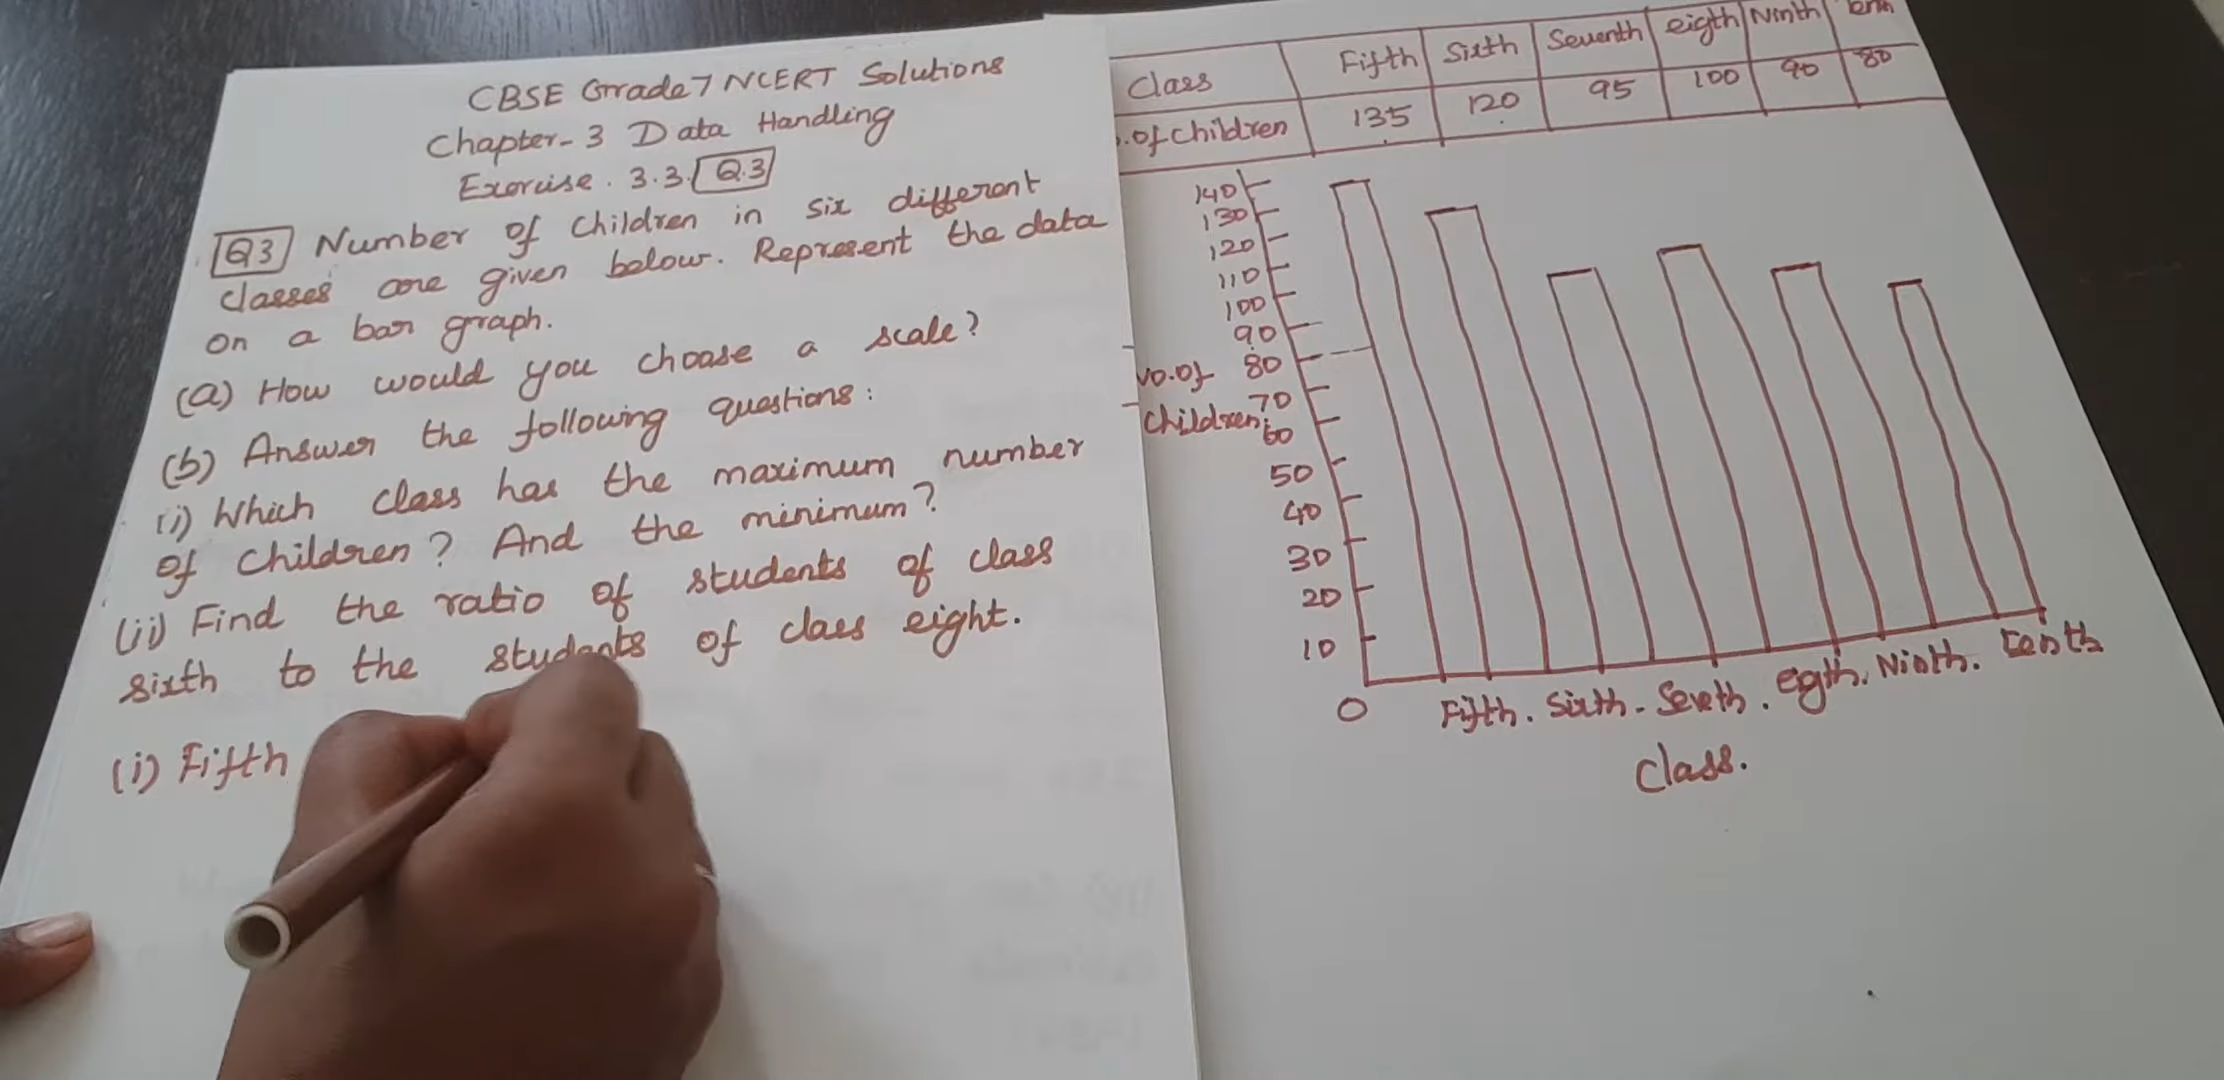 CBSE Grade 7 NCERT Solutions
Chapter - 3 Data Handling
Exercise. 3.3. Q.3
Q3 Number of Children in six different
classes are given below. Represent the data
on a bar graph.
(a) How would you choose a scale?
(b) Answer the following questions:
(i) Which class has the maximum number
of Children? And the minimum?
(ii) Find the ratio of students of class
sixth to the students of class eight.
(i) Fifth
Class Fifth Sixth Seventh eigth Ninth
.of Children 135 120 95 100 90 80
140
130
120
110
100
90
80
70
60
50
40
30
20
10
0
No.of
Children
Fifth. Sixth - Seveth. eigth. Ninth. tenth
Class.